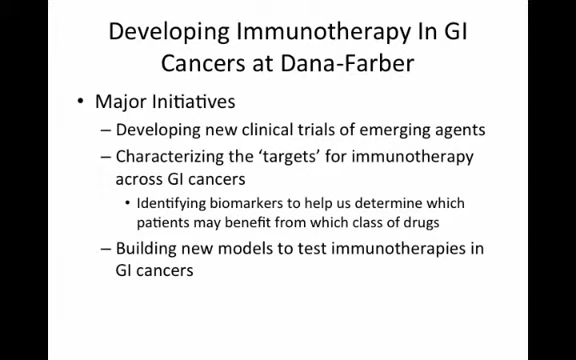 Developing Immunotherapy In GI
Cancers at Dana-Farber
• Major Initiatives
– Developing new clinical trials of emerging agents
– Characterizing the ‘targets’ for immunotherapy
across GI cancers
• Identifying biomarkers to help us determine which
patients may benefit from which class of drugs
– Building new models to test immunotherapies in
GI cancers